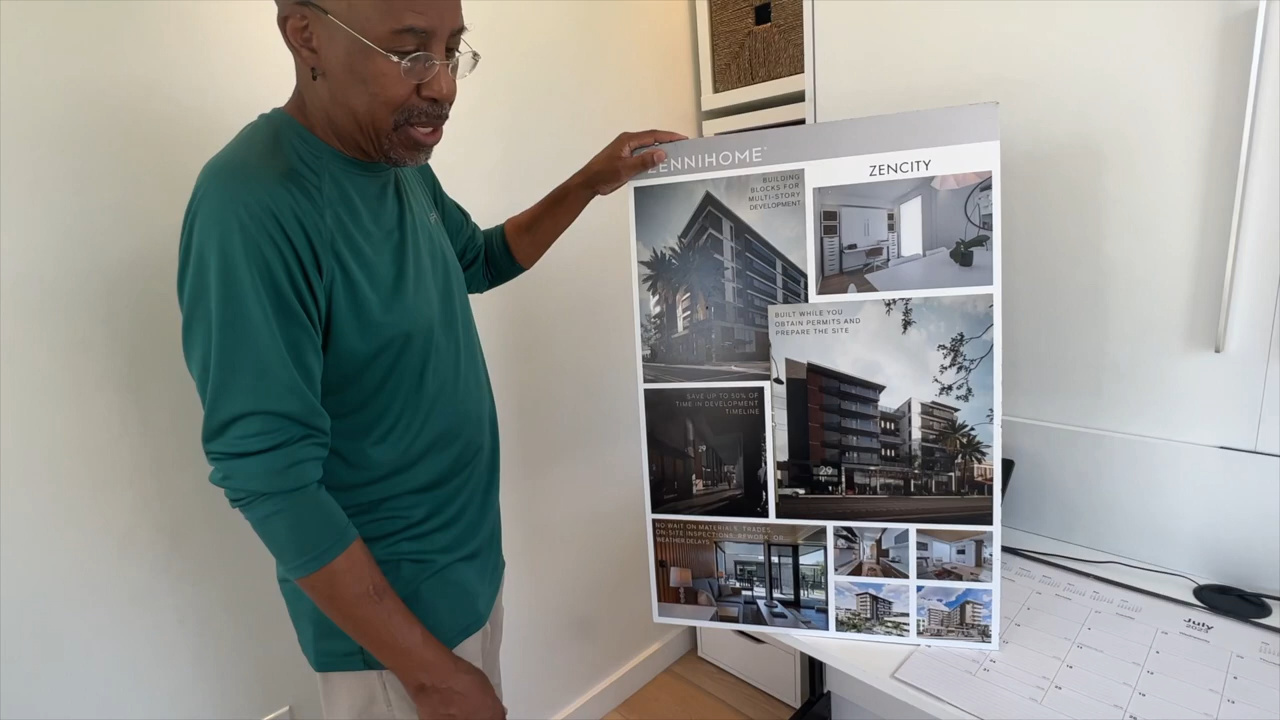 ZENNIHOME
ZENCITY
BUILDING
BLOCKS FOR
MULTI-STORY
DEVELOPMENT
BUILT WHILE YOU
OBTAIN PERMITS AND
PREPARE THE SITE
SAVE UP TO 50% OF
TIME IN DEVELOPMENT
TIMELINE
29
NO WAIT ON MATERIALS, TRADES,
ON-SITE INSPECTIONS, REWORK, OR
WEATHER DELAYS
July
2025